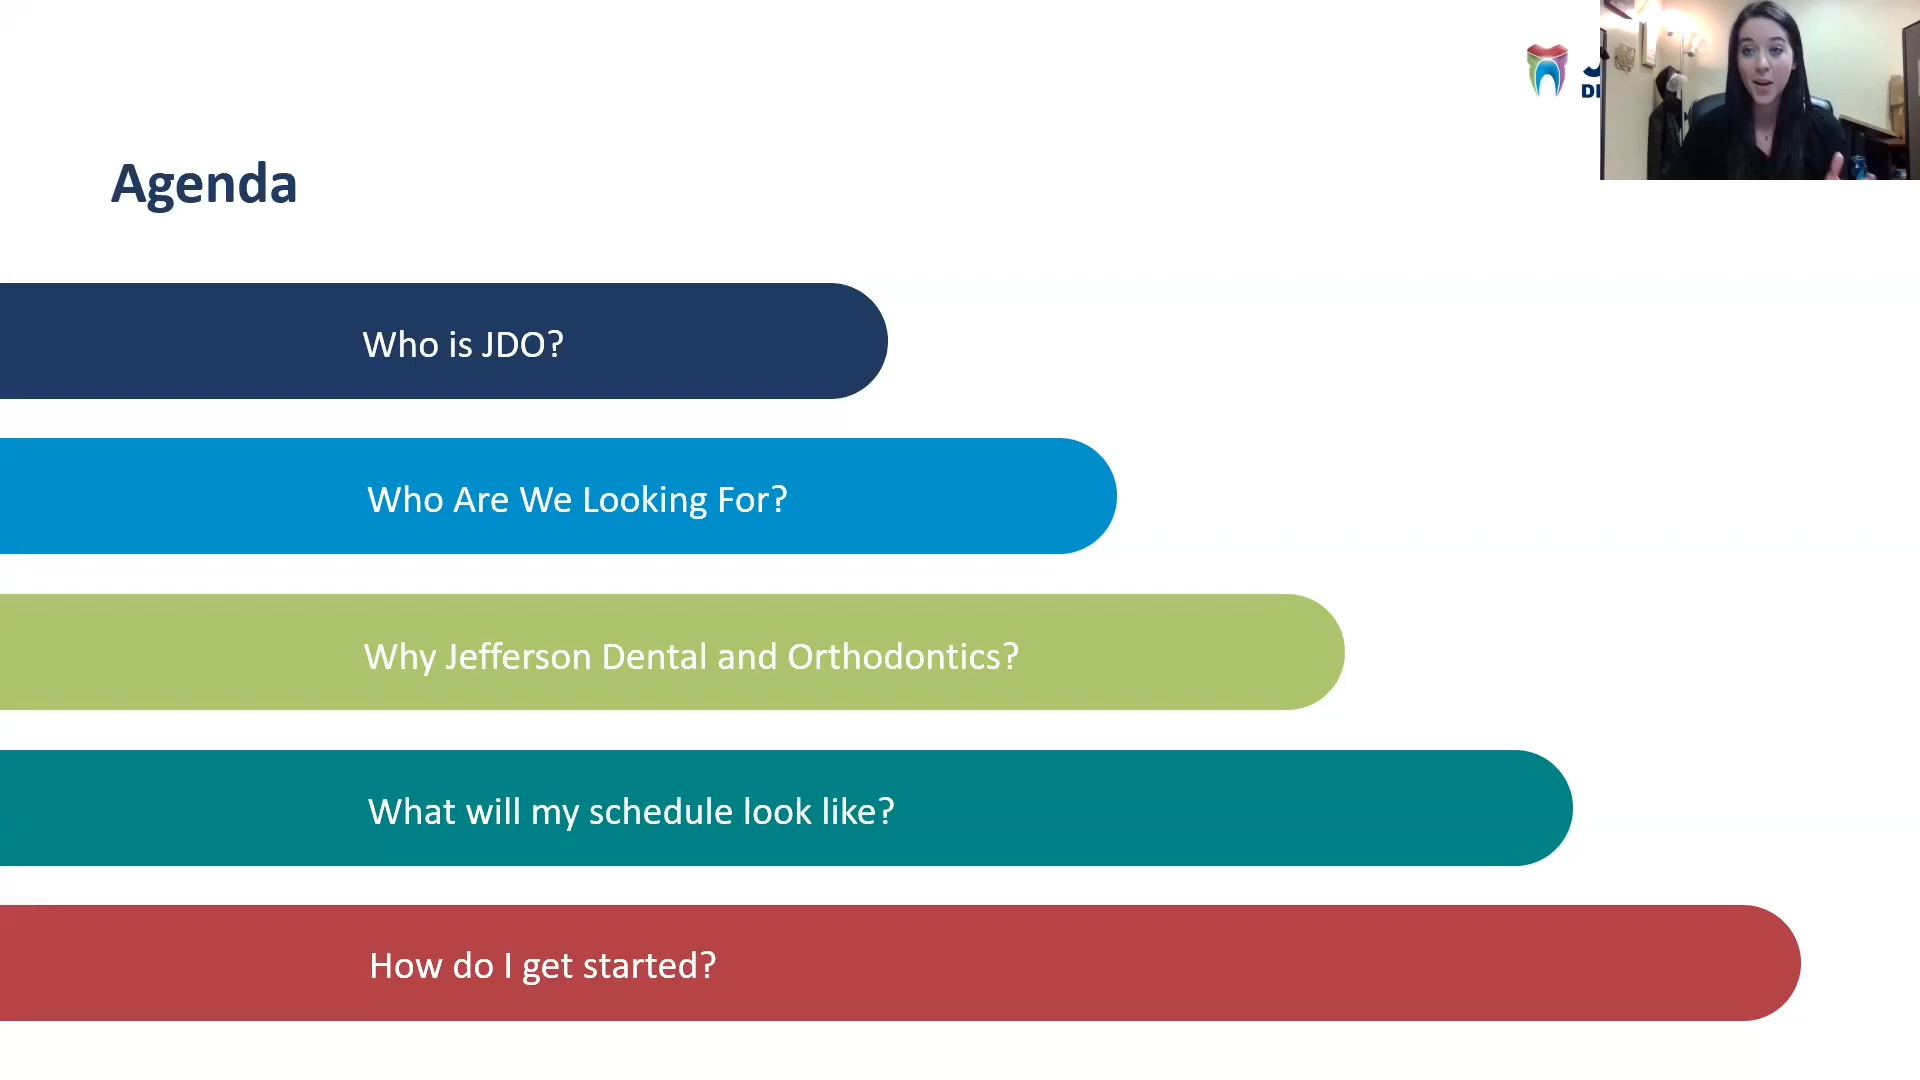 Agenda
Who is JDO?
Who Are We Looking For?
Why Jefferson Dental and Orthodontics?
What will my schedule look like?
How do I get started?